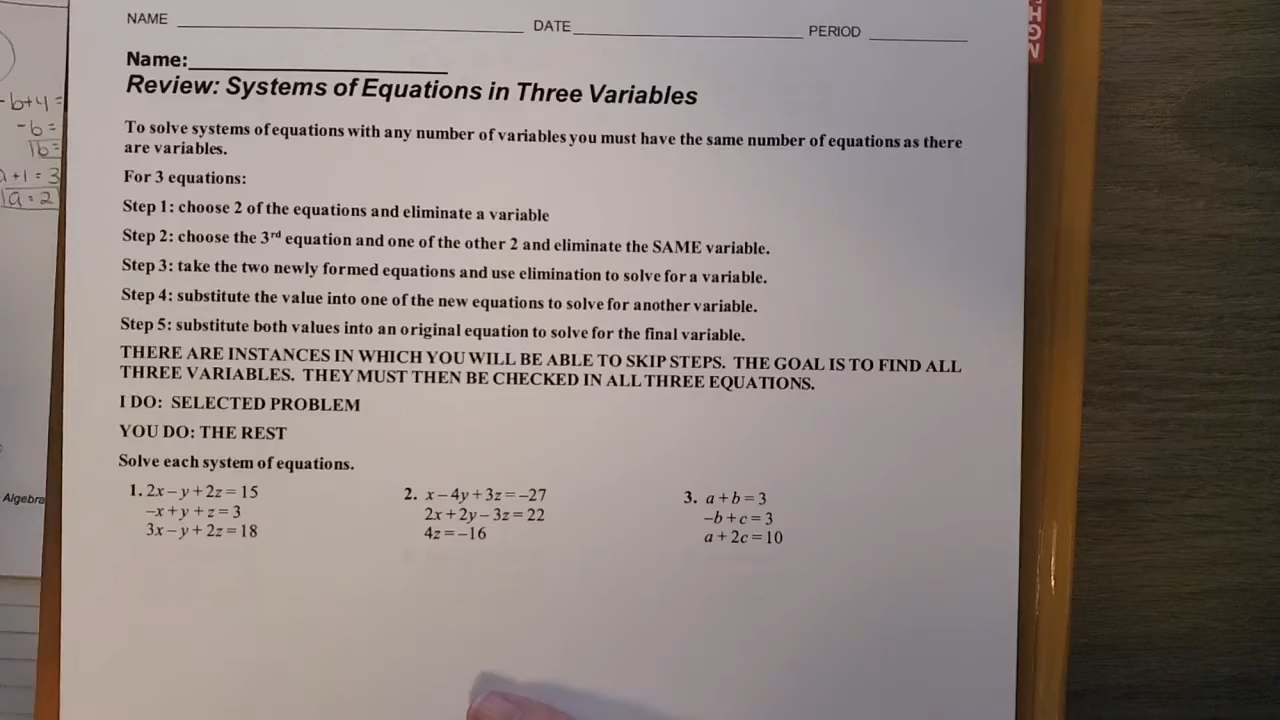 NAME DATE PERIOD
Name:
Review: Systems of Equations in Three Variables
To solve systems of equations with any number of variables you must have the same number of equations as there
are variables.
For 3 equations:
Step 1: choose 2 of the equations and eliminate a variable
Step 2: choose the 3rd equation and one of the other 2 and eliminate the SAME variable.
Step 3: take the two newly formed equations and use elimination to solve for a variable.
Step 4: substitute the value into one of the new equations to solve for another variable.
Step 5: substitute both values into an original equation to solve for the final variable.
THERE ARE INSTANCES IN WHICH YOU WILL BE ABLE TO SKIP STEPS. THE GOAL IS TO FIND ALL
THREE VARIABLES. THEY MUST THEN BE CHECKED IN ALL THREE EQUATIONS.
I DO: SELECTED PROBLEM
YOU DO: THE REST
Solve each system of equations.
1. 2x – y + 2z = 15
–x + y + z = 3
3x – y + 2z = 18
2. x – 4y + 3z = –27
2x + 2y – 3z = 22
4z = –16
3. a + b = 3
–b + c = 3
a + 2c = 10
-b+4=
-b=
b=
a+1=3
a=2
Algebra